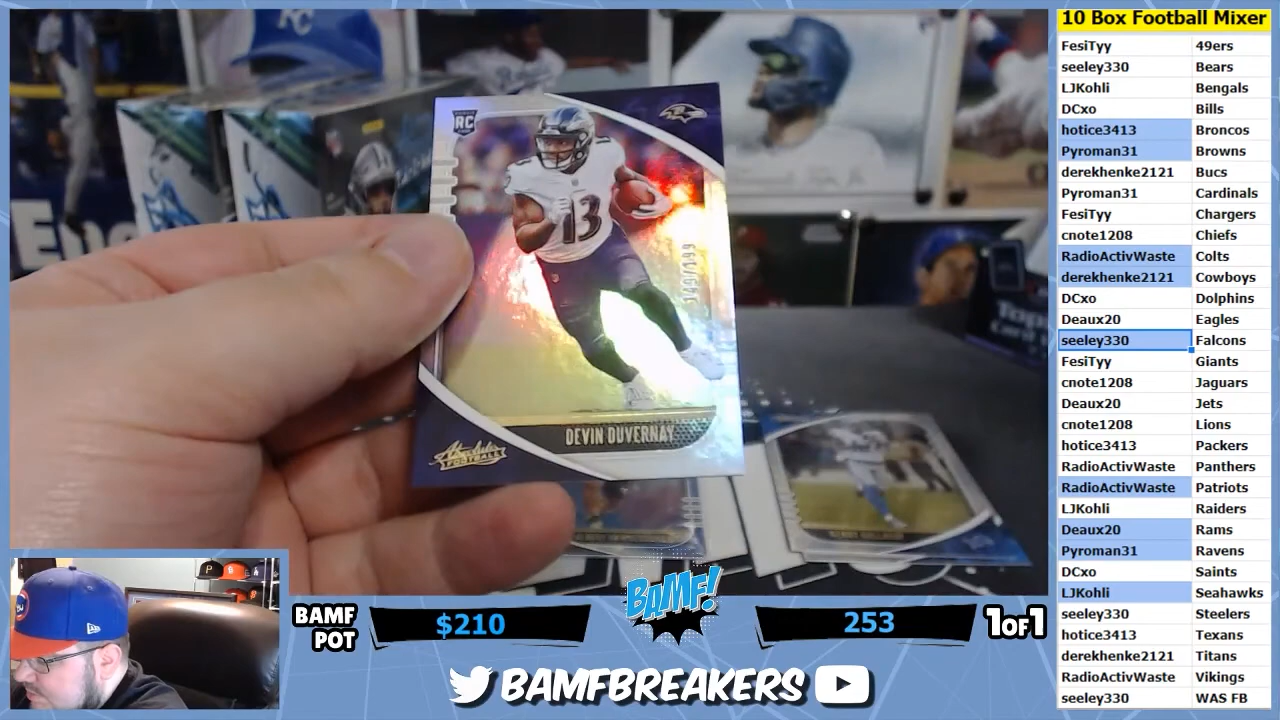 RC
13
149/199
DEVIN DUVERNAY
Absolute
FOOTBALL
KC
10 Box Football Mixer
FesiTyy 49ers
seeley330 Bears
LJKohli Bengals
DCxo Bills
hotice3413 Broncos
Pyroman31 Browns
derekhenke2121 Bucs
Pyroman31 Cardinals
FesiTyy Chargers
cnote1208 Chiefs
RadioActivWaste Colts
derekhenke2121 Cowboys
DCxo Dolphins
Deaux20 Eagles
seeley330 Falcons
FesiTyy Giants
cnote1208 Jaguars
Deaux20 Jets
cnote1208 Lions
hotice3413 Packers
RadioActivWaste Panthers
RadioActivWaste Patriots
LJKohli Raiders
Deaux20 Rams
Pyroman31 Ravens
DCxo Saints
LJKohli Seahawks
seeley330 Steelers
hotice3413 Texans
derekhenke2121 Titans
RadioActivWaste Vikings
seeley330 WAS FB
BAMF
POT
$210
BAMF!
253
1OF1
BAMFBREAKERS